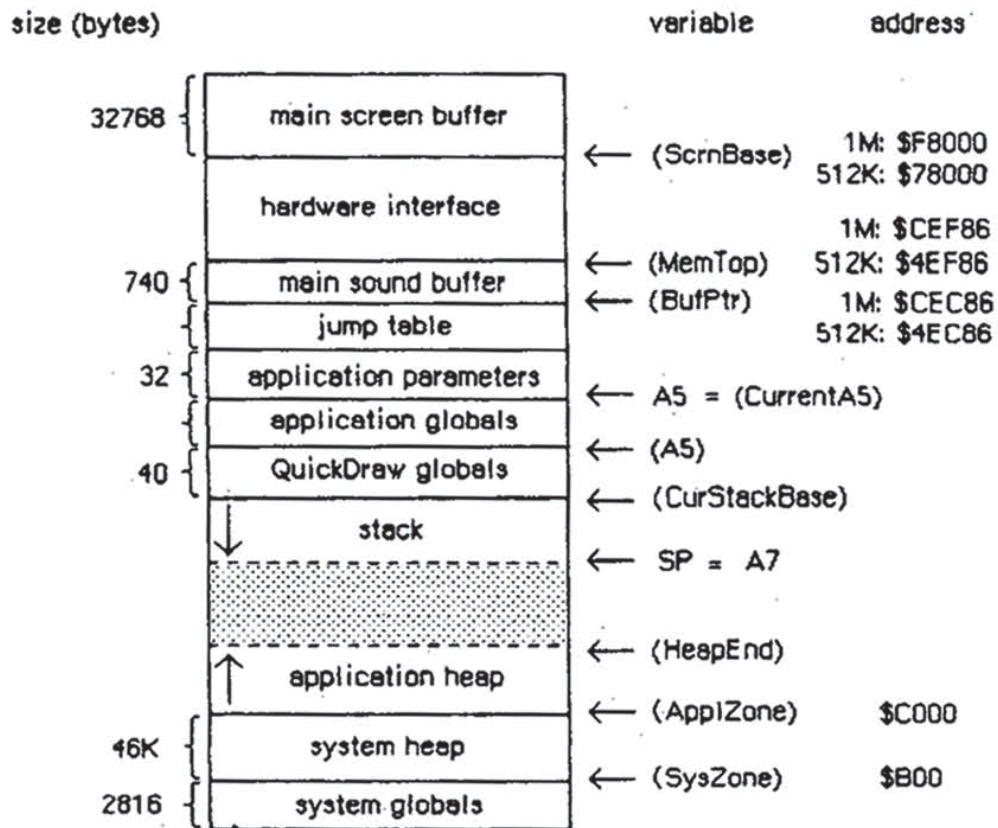 size (bytes) variable address
32768 main screen buffer
(ScrnBase) 1M: $F8000
512K: $78000
hardware interface
1M: $CEF86
(MemTop) 512K: $4EF86
740 main sound buffer
(BufPtr) 1M: $CEC86
jump table 512K: $4EC86
32 application parameters
A5 = (CurrentA5)
application globals
(A5)
40 QuickDraw globals
(CurStackBase)
stack
SP = A7
(HeapEnd)
application heap
(ApplZone) $C000
46K system heap
(SysZone) $B00
2816 system globals